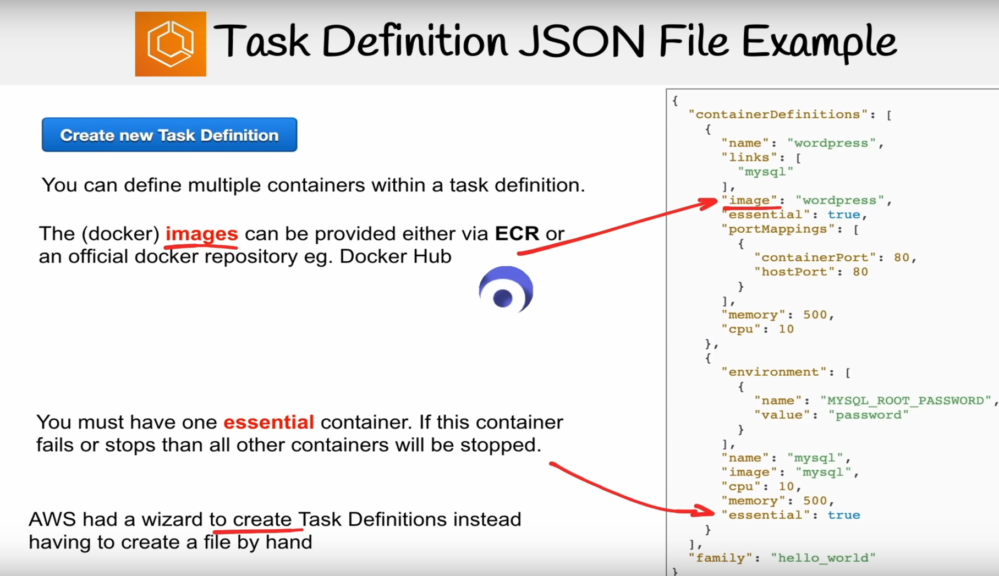 Task Definition JSON File Example
Create new Task Definition
You can define multiple containers within a task definition.
The (docker) images can be provided either via ECR or
an official docker repository eg. Docker Hub
You must have one essential container. If this container
fails or stops than all other containers will be stopped.
AWS had a wizard to create Task Definitions instead
having to create a file by hand
{
"containerDefinitions": [
{
"name": "wordpress",
"links": [
"mysql"
],
"image": "wordpress",
"essential": true,
"portMappings": [
{
"containerPort": 80,
"hostPort": 80
}
],
"memory": 500,
"cpu": 10
},
{
"environment": [
{
"name": "MYSQL_ROOT_PASSWORD",
"value": "password"
}
],
"name": "mysql",
"image": "mysql",
"cpu": 10,
"memory": 500,
"essential": true
}
],
"family": "hello_world"
}